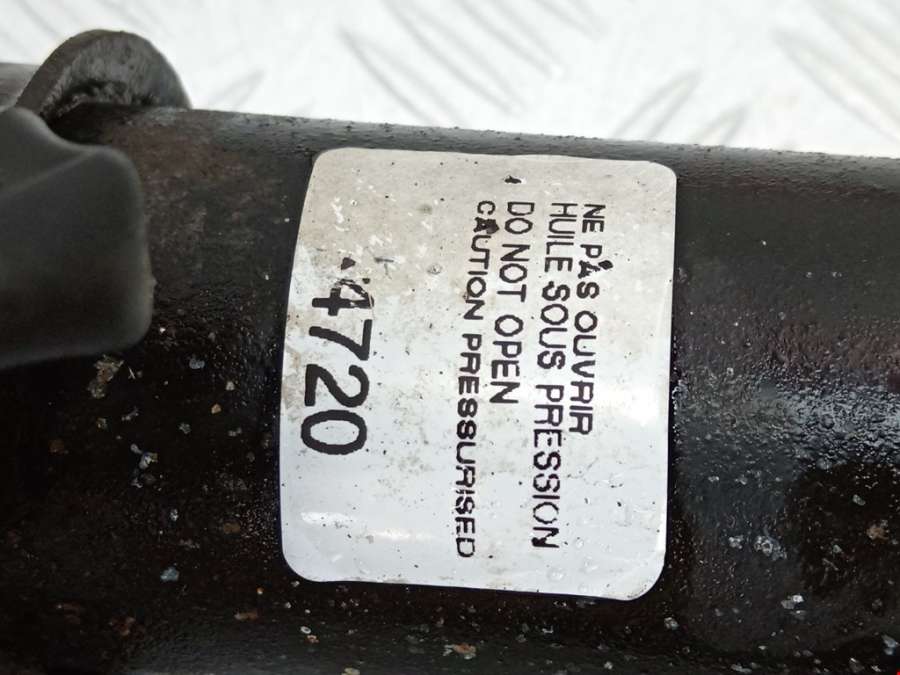 NE PAS OUVRIR
HUILE SOUS PRESSION
DO NOT OPEN
CAUTION PRESSURISED
4720